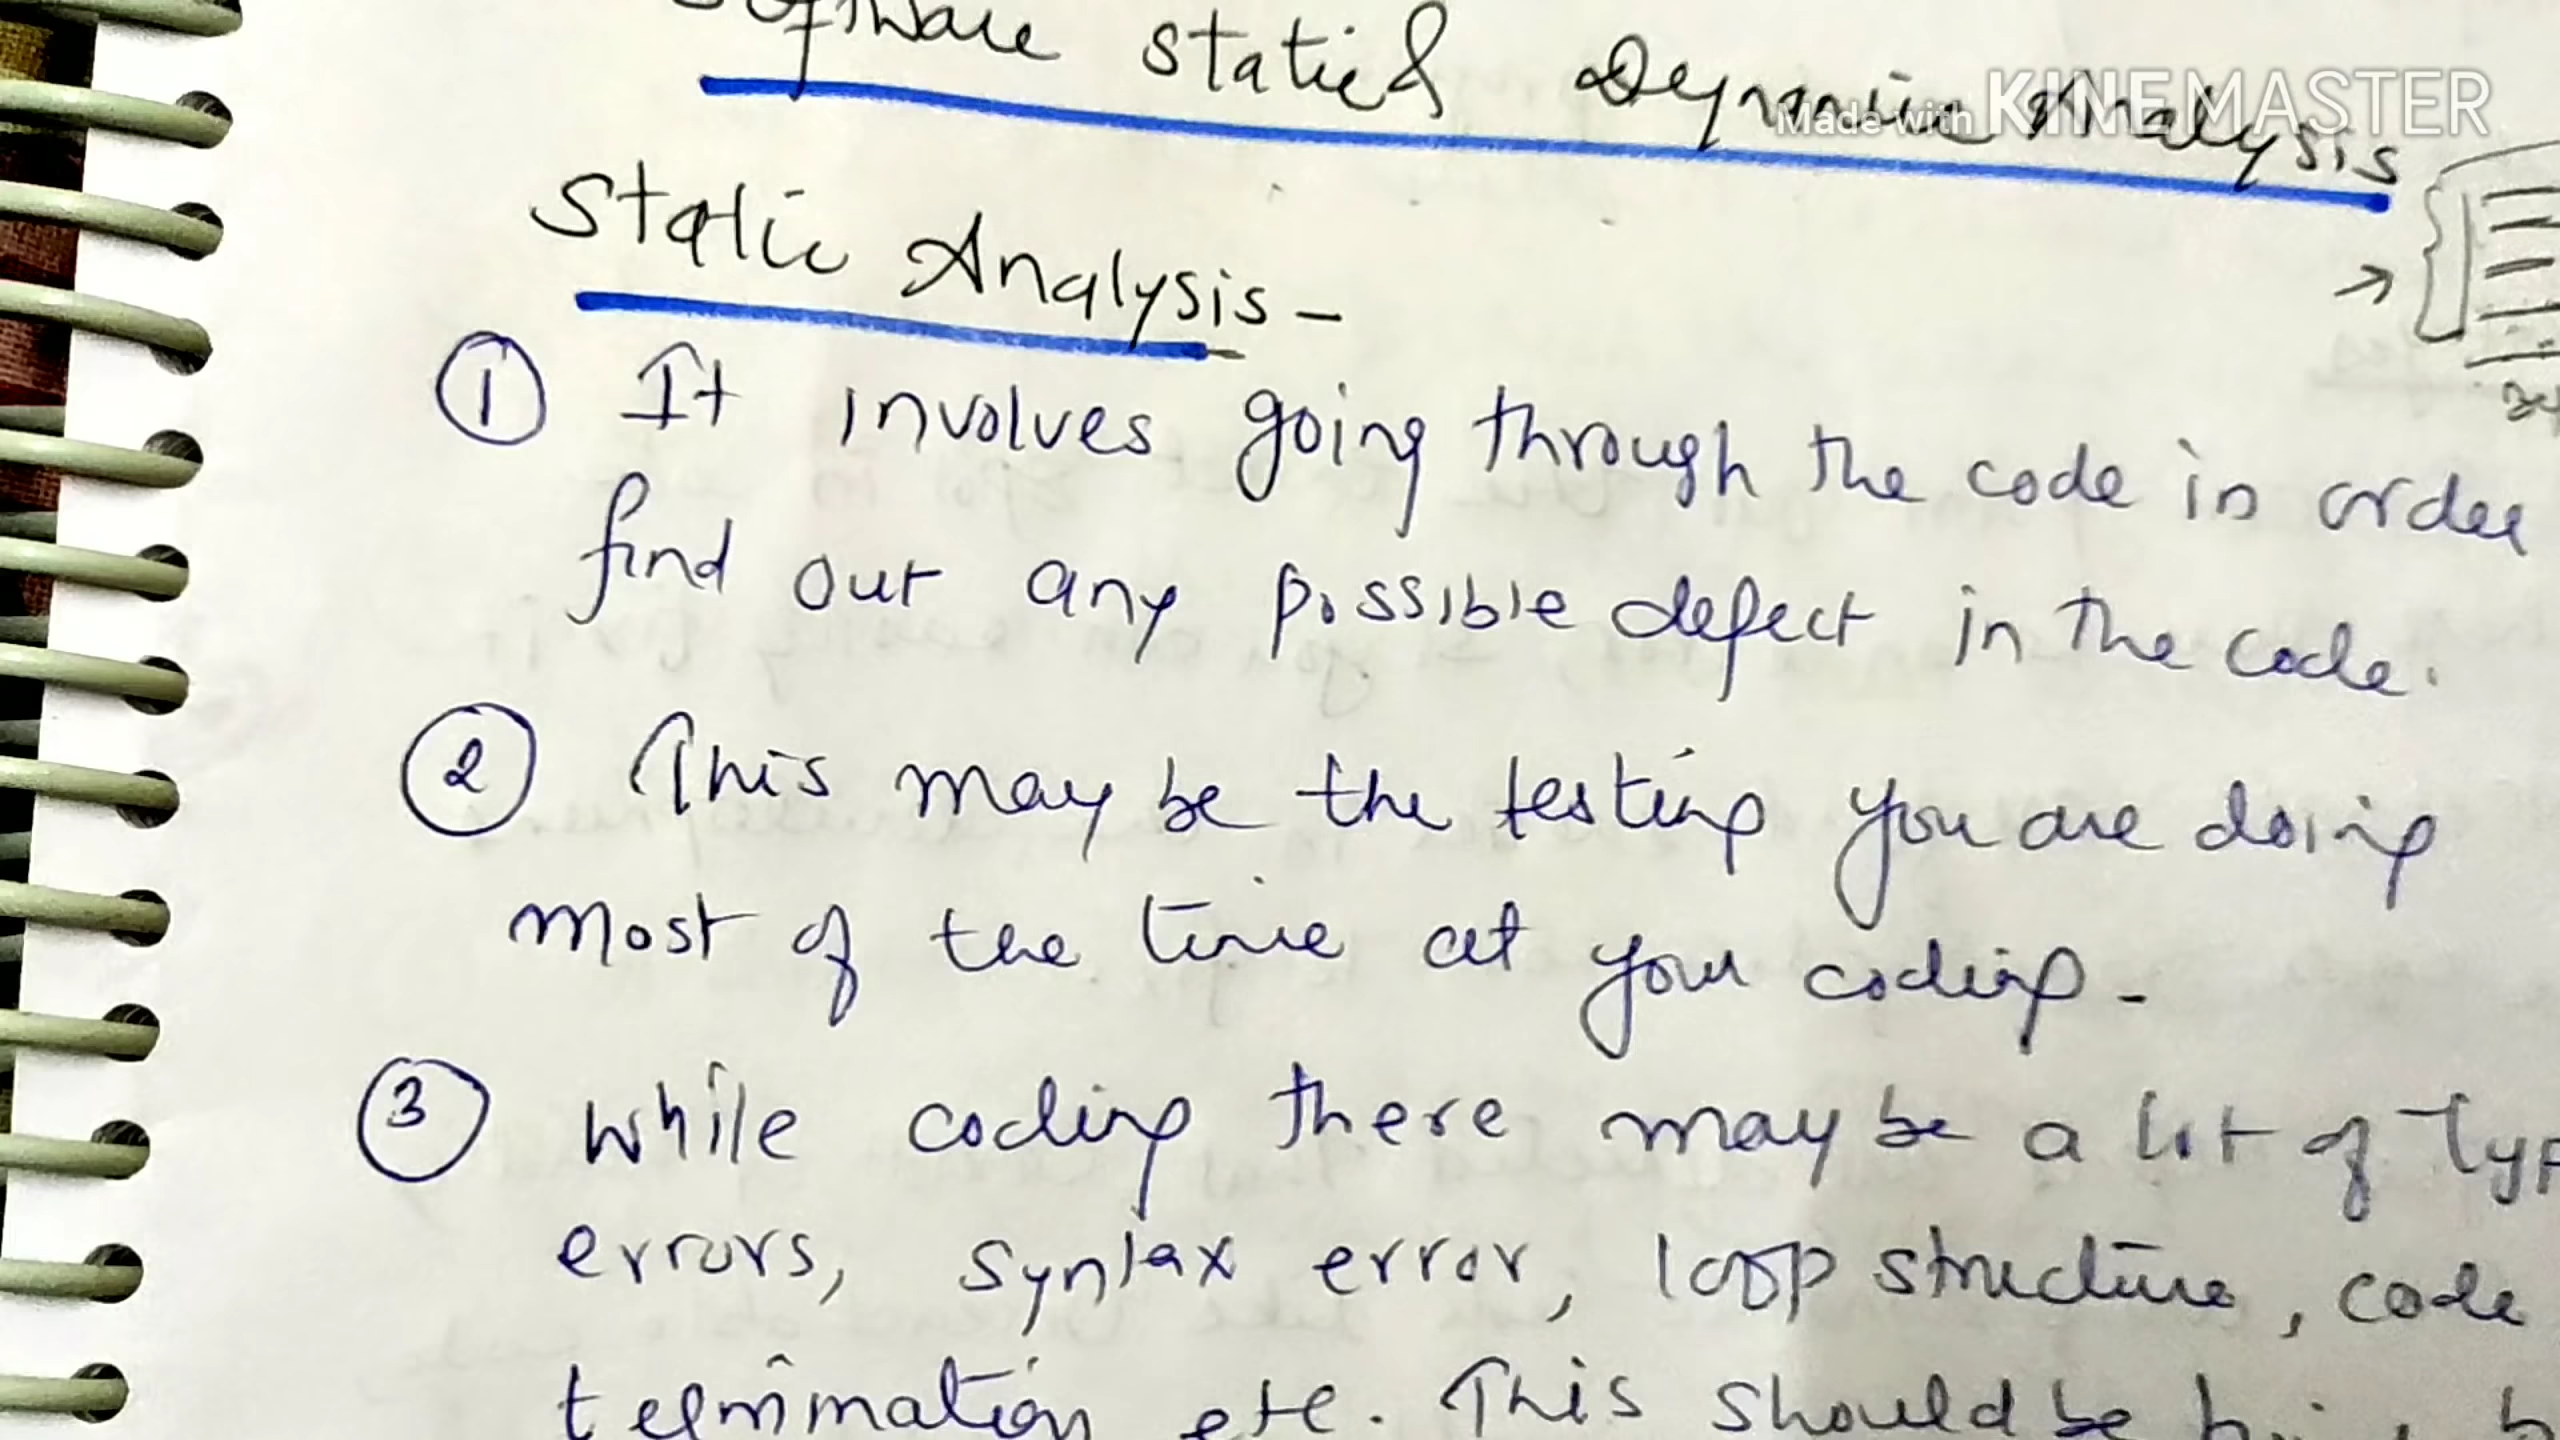 Software Static & Dynamic Analysis
Made with KINEMASTER
Static Analysis -
① It involves going through the code in order
find out any possible defect in the code.
② This may be the testing you are doing
most of the time at your coding -
③ While coding there may be a lot of
errors, syntax error, loop structure, code
termination etc. This should be